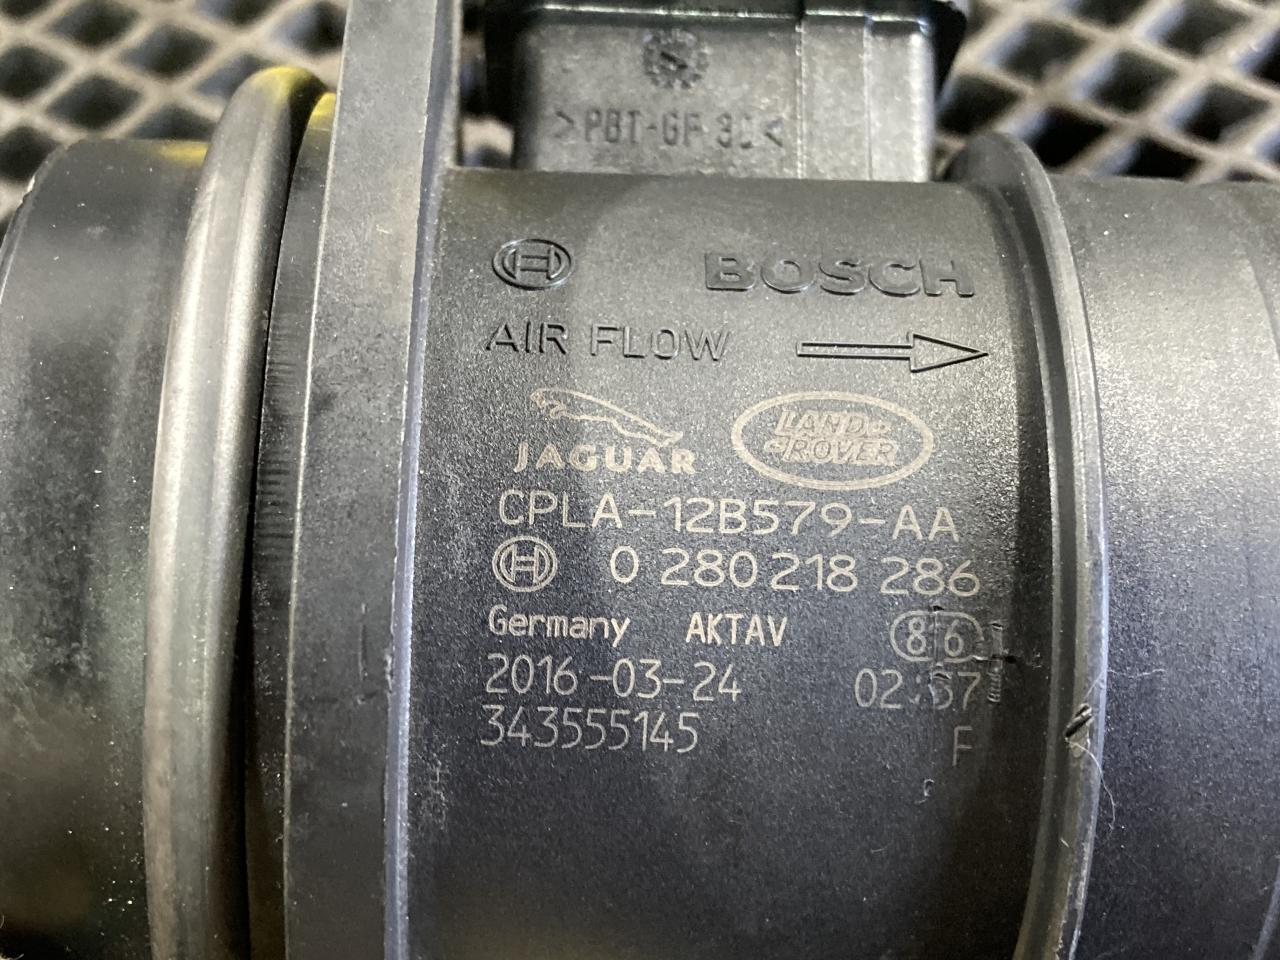 >PBT-GF 30<
BOSCH
AIR FLOW
JAGUAR
LAND-
ROVER
CPLA-12B579-AA
0 280 218 286
Germany AKTAV 86
2016-03-24
343555145 F